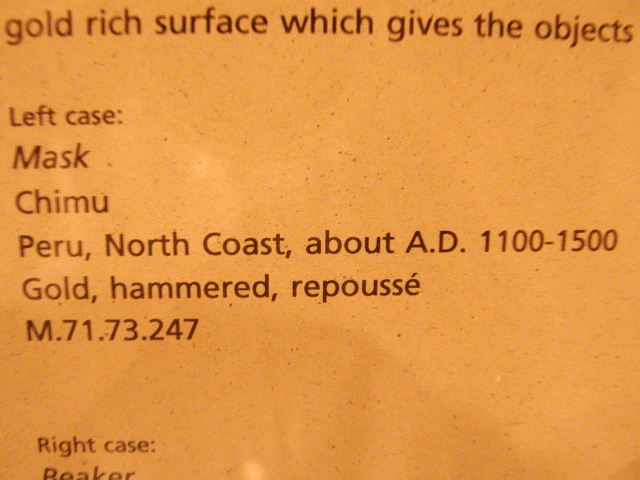 gold rich surface which gives the objects
Left case:
Mask
Chimu
Peru, North Coast, about A.D. 1100-1500
Gold, hammered, repoussé
M.71.73.247
Right case:
Beaker